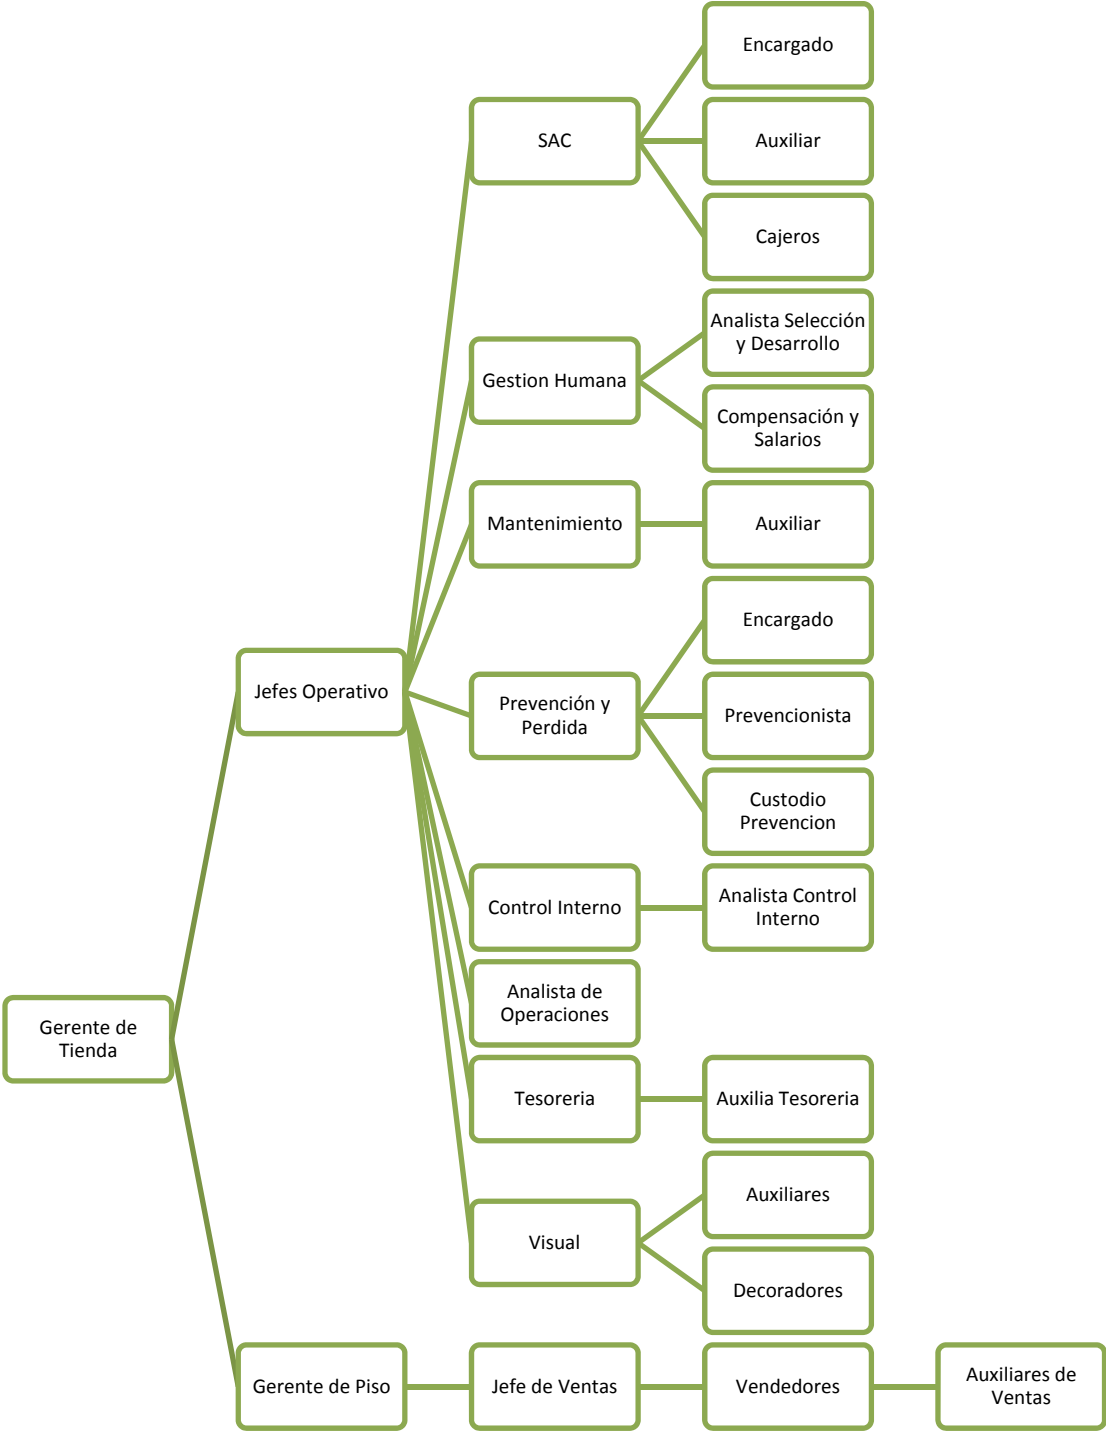 Encargado
SAC
Auxiliar
Cajeros
Analista Selección
y Desarrollo
Gestion Humana
Compensación y
Salarios
Mantenimiento
Auxiliar
Encargado
Jefes Operativo
Prevención y
Perdida
Prevencionista
Custodio
Prevencion
Control Interno
Analista Control
Interno
Analista de
Operaciones
Gerente de
Tienda
Tesoreria
Auxilia Tesoreria
Auxiliares
Visual
Decoradores
Gerente de Piso
Jefe de Ventas
Vendedores
Auxiliares de
Ventas